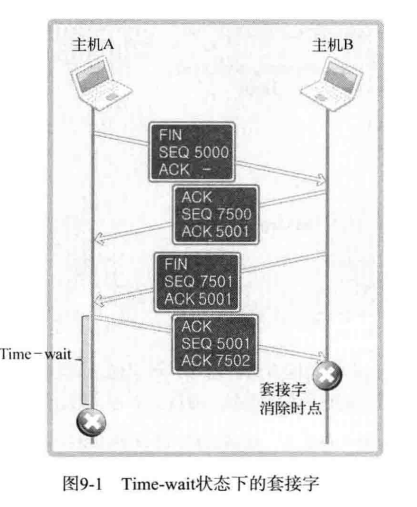 主机A
主机B
FIN
SEQ 5000
ACK -
ACK
SEQ 7500
ACK 5001
FIN
SEQ 7501
ACK 5001
ACK
SEQ 5001
ACK 7502
Time-wait
套接字
消除时点
图9-1 Time-wait状态下的套接字